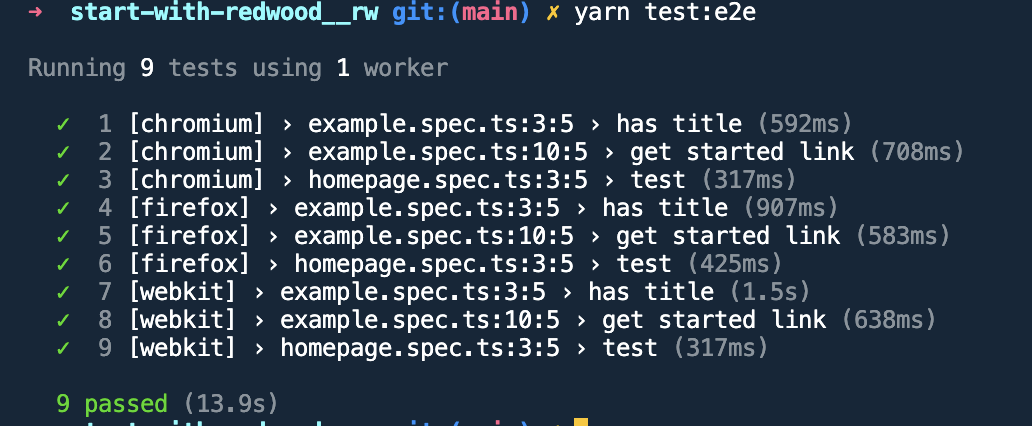 ➜ start-with-redwood__rw git:(main) ✗ yarn test:e2e
Running 9 tests using 1 worker
✓ 1 [chromium] › example.spec.ts:3:5 › has title (592ms)
✓ 2 [chromium] › example.spec.ts:10:5 › get started link (708ms)
✓ 3 [chromium] › homepage.spec.ts:3:5 › test (317ms)
✓ 4 [firefox] › example.spec.ts:3:5 › has title (907ms)
✓ 5 [firefox] › example.spec.ts:10:5 › get started link (583ms)
✓ 6 [firefox] › homepage.spec.ts:3:5 › test (425ms)
✓ 7 [webkit] › example.spec.ts:3:5 › has title (1.5s)
✓ 8 [webkit] › example.spec.ts:10:5 › get started link (638ms)
✓ 9 [webkit] › homepage.spec.ts:3:5 › test (317ms)
9 passed (13.9s)